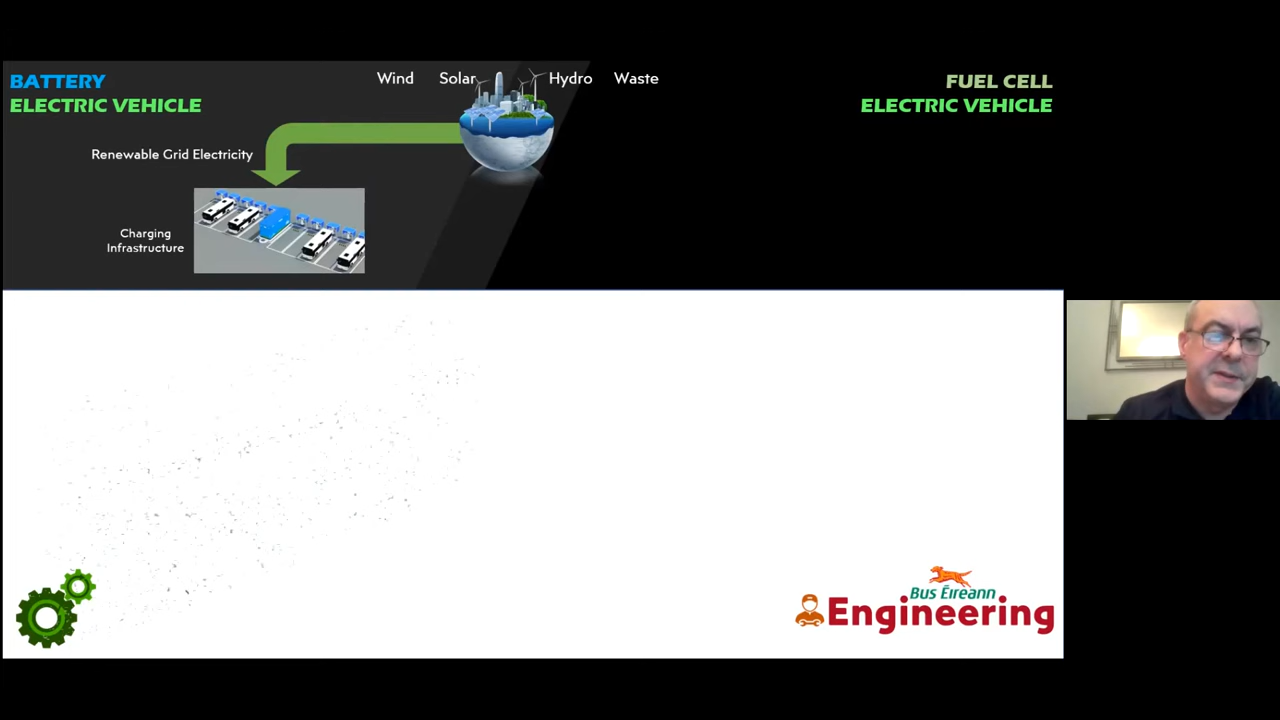 BATTERY
ELECTRIC VEHICLE
Wind Solar Hydro Waste
FUEL CELL
ELECTRIC VEHICLE
Renewable Grid Electricity
Charging
Infrastructure
Bus Éireann
Engineering